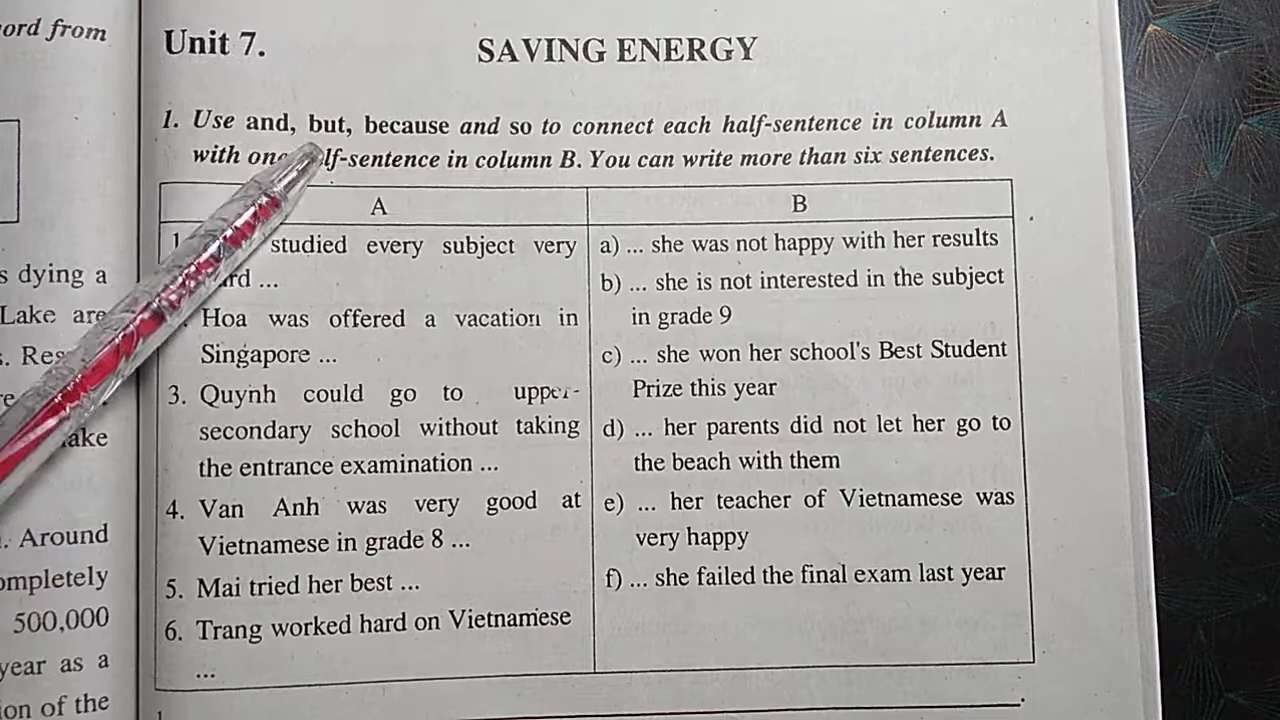 ord from
s dying a
Lake are
. Res
ake
. Around
ompletely
500,000
year as a
ion of the
Unit 7.
SAVING ENERGY
1. Use and, but, because and so to connect each half-sentence in column A
with one lf-sentence in column B. You can write more than six sentences.
A
1 studied every subject very
rd ...
Hoa was offered a vacation in
Singapore ...
3. Quynh could go to upper-
secondary school without taking
the entrance examination ...
4. Van Anh was very good at
Vietnamese in grade 8 ...
5. Mai tried her best ...
6. Trang worked hard on Vietnamese
...
B
a) ... she was not happy with her results
b) ... she is not interested in the subject
in grade 9
c) ... she won her school's Best Student
Prize this year
d) ... her parents did not let her go to
the beach with them
e) ... her teacher of Vietnamese was
very happy
f) ... she failed the final exam last year